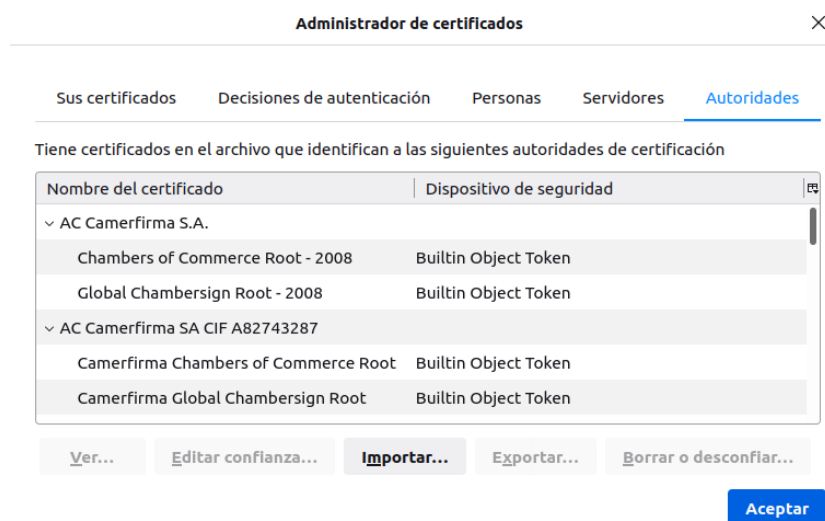 Administrador de certificados
Sus certificados Decisiones de autenticación Personas Servidores Autoridades
Tiene certificados en el archivo que identifican a las siguientes autoridades de certificación
Nombre del certificado Dispositivo de seguridad
AC Camerfirma S.A.
Chambers of Commerce Root - 2008 Builtin Object Token
Global Chambersign Root - 2008 Builtin Object Token
AC Camerfirma SA CIF A82743287
Camerfirma Chambers of Commerce Root Builtin Object Token
Camerfirma Global Chambersign Root Builtin Object Token
Ver... Editar confianza... Importar... Exportar... Borrar o desconfiar...
Aceptar